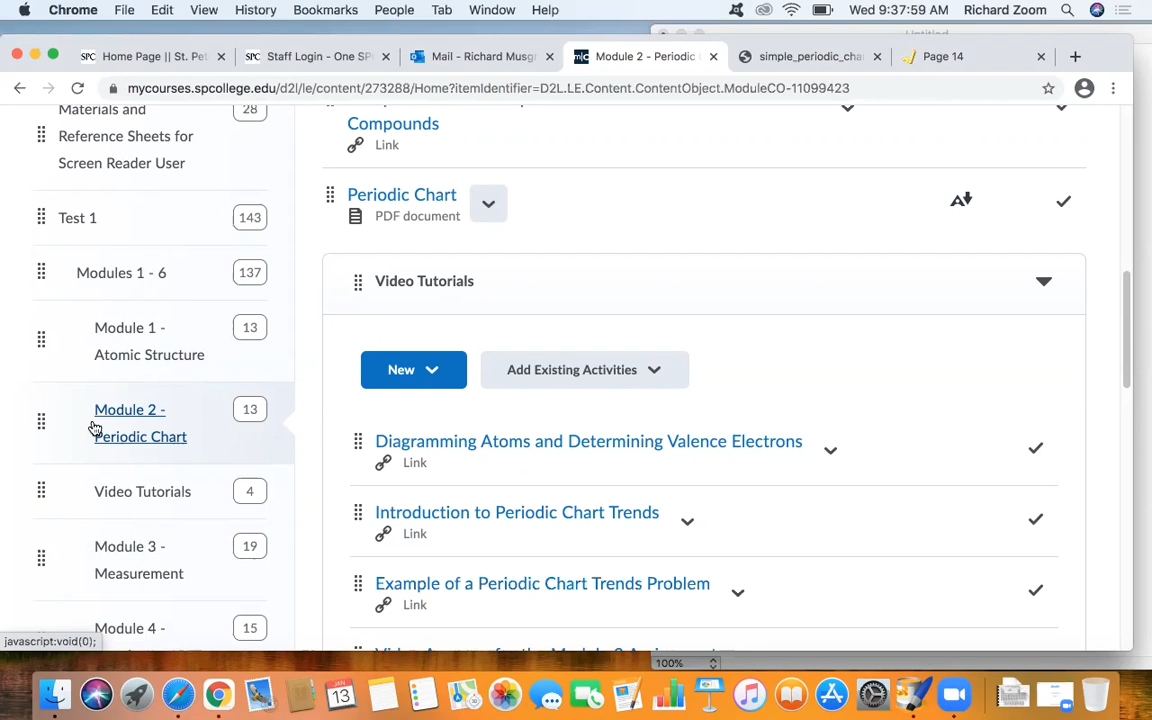 Chrome File Edit View History Bookmarks People Tab Window Help Wed 9:37:59 AM Richard Zoom
Untitled
SPC Home Page || St. Pet SPC Staff Login - One SP Mail - Richard Musgr Module 2 - Periodic simple_periodic_cha Page 14
mycourses.spcollege.edu/d2l/le/content/273288/Home?itemIdentifier=D2L.LE.Content.ContentObject.ModuleCO-11099423
Materials and 28
Reference Sheets for
Screen Reader User
Test 1 143
Modules 1 - 6 137
Module 1 - 13
Atomic Structure
Module 2 - 13
Periodic Chart
Video Tutorials 4
Module 3 - 19
Measurement
Module 4 - 15
javascript:void(0);
Compounds
Link
Periodic Chart
PDF document
Video Tutorials
New Add Existing Activities
Diagramming Atoms and Determining Valence Electrons
Link
Introduction to Periodic Chart Trends
Link
Example of a Periodic Chart Trends Problem
Link
100%
JAN
13